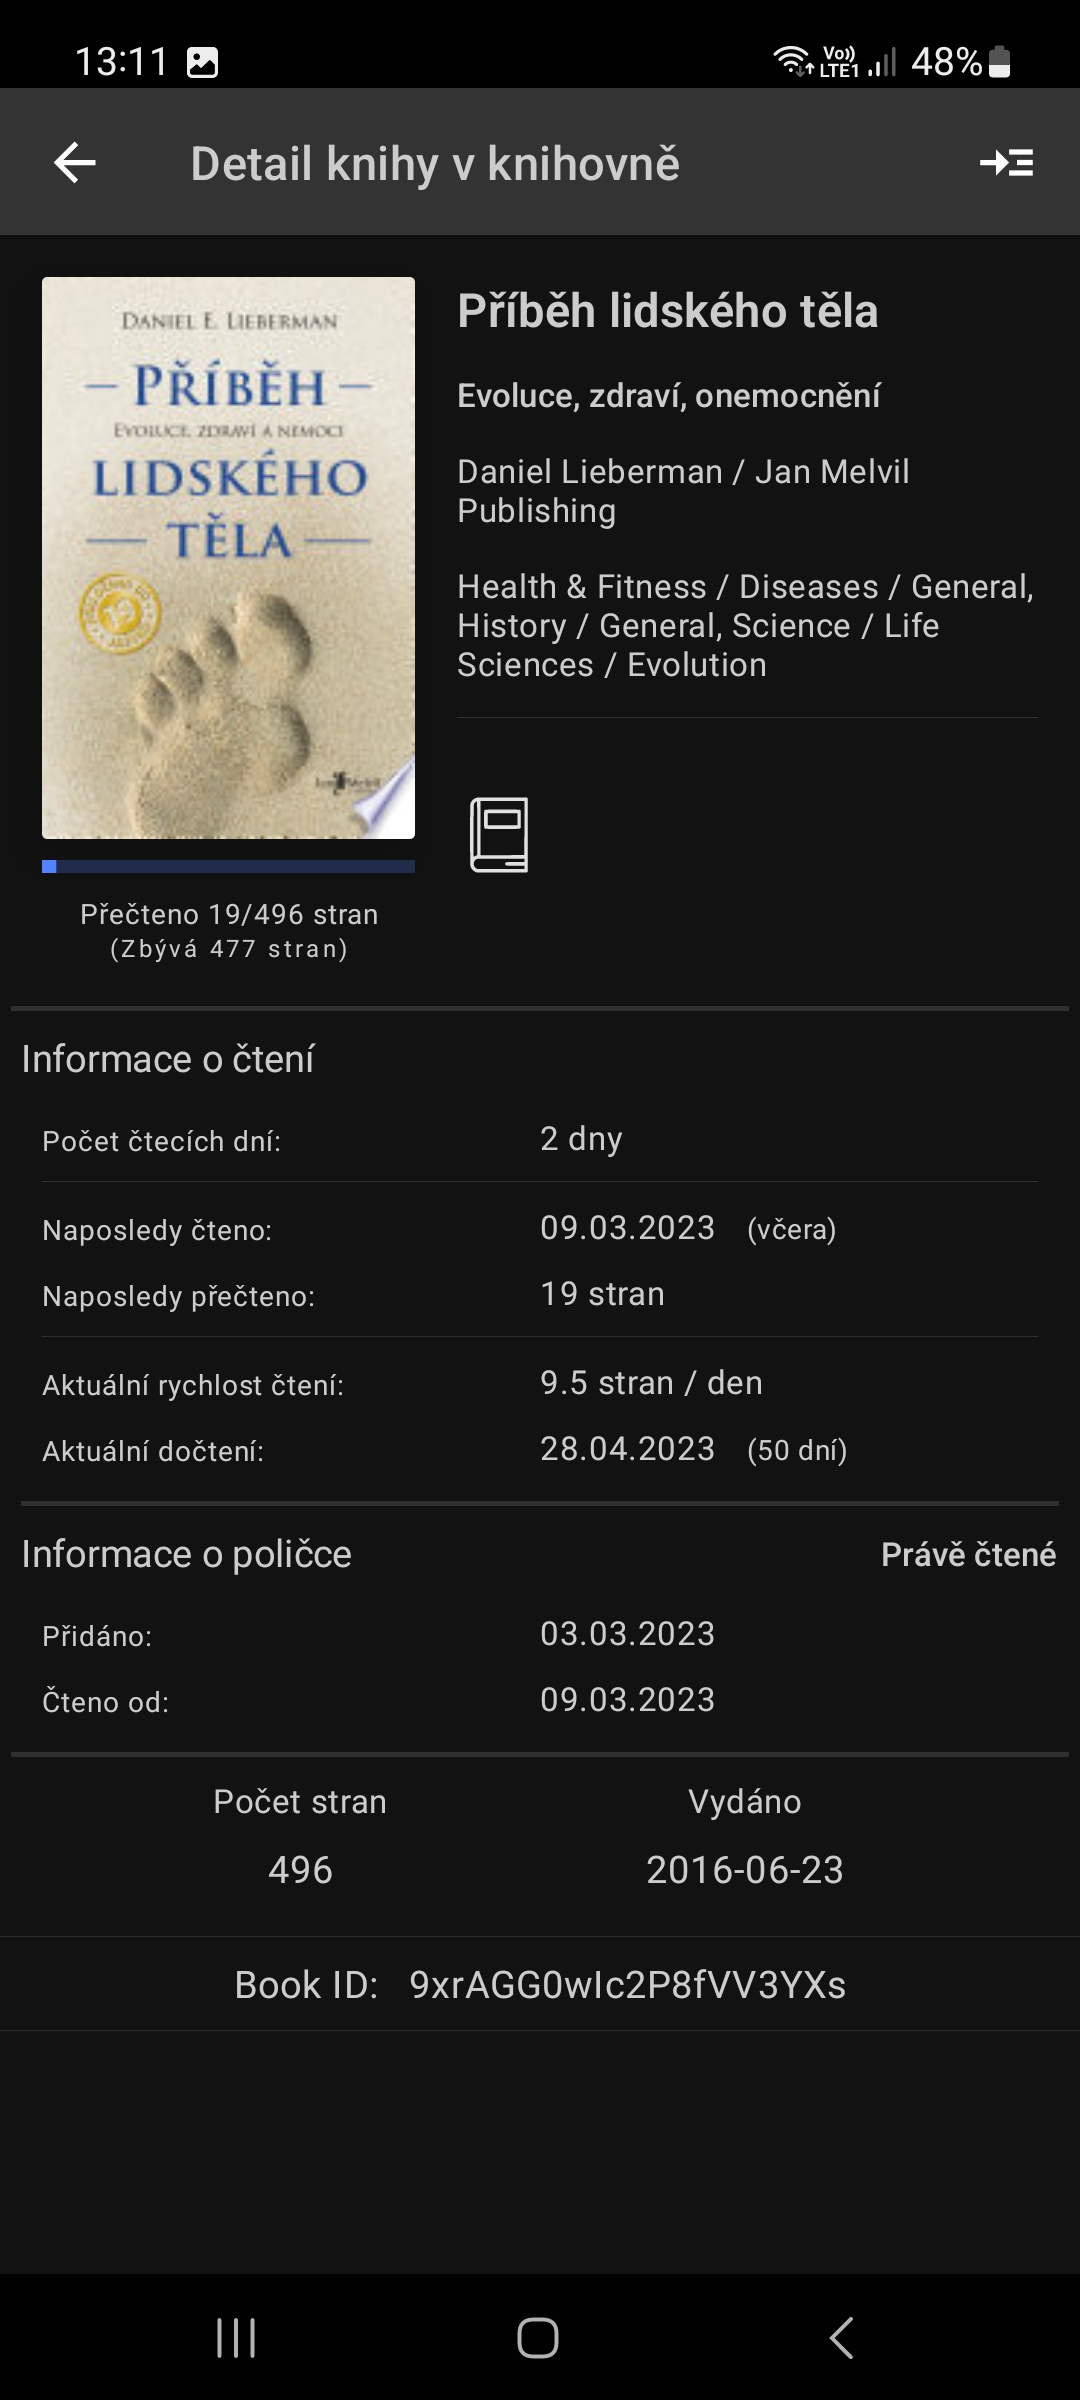 13:11
Vo)) LTE1 48%
Detail knihy v knihovně
DANIEL E. LIEBERMAN
PŘÍBĚH
EVOLUCE, ZDRAVÍ A NEMOCI
LIDSKÉHO
TĚLA
Příběh lidského těla
Evoluce, zdraví, onemocnění
Daniel Lieberman / Jan Melvil
Publishing
Health & Fitness / Diseases / General,
History / General, Science / Life
Sciences / Evolution
Přečteno 19/496 stran
(Zbývá 477 stran)
Informace o čtení
Počet čtecích dní: 2 dny
Naposledy čteno: 09.03.2023 (včera)
Naposledy přečteno: 19 stran
Aktuální rychlost čtení: 9.5 stran / den
Aktuální dočtení: 28.04.2023 (50 dní)
Informace o poličce Právě čtené
Přidáno: 03.03.2023
Čteno od: 09.03.2023
Počet stran Vydáno
496 2016-06-23
Book ID: 9xrAGG0wIc2P8fVV3YXs